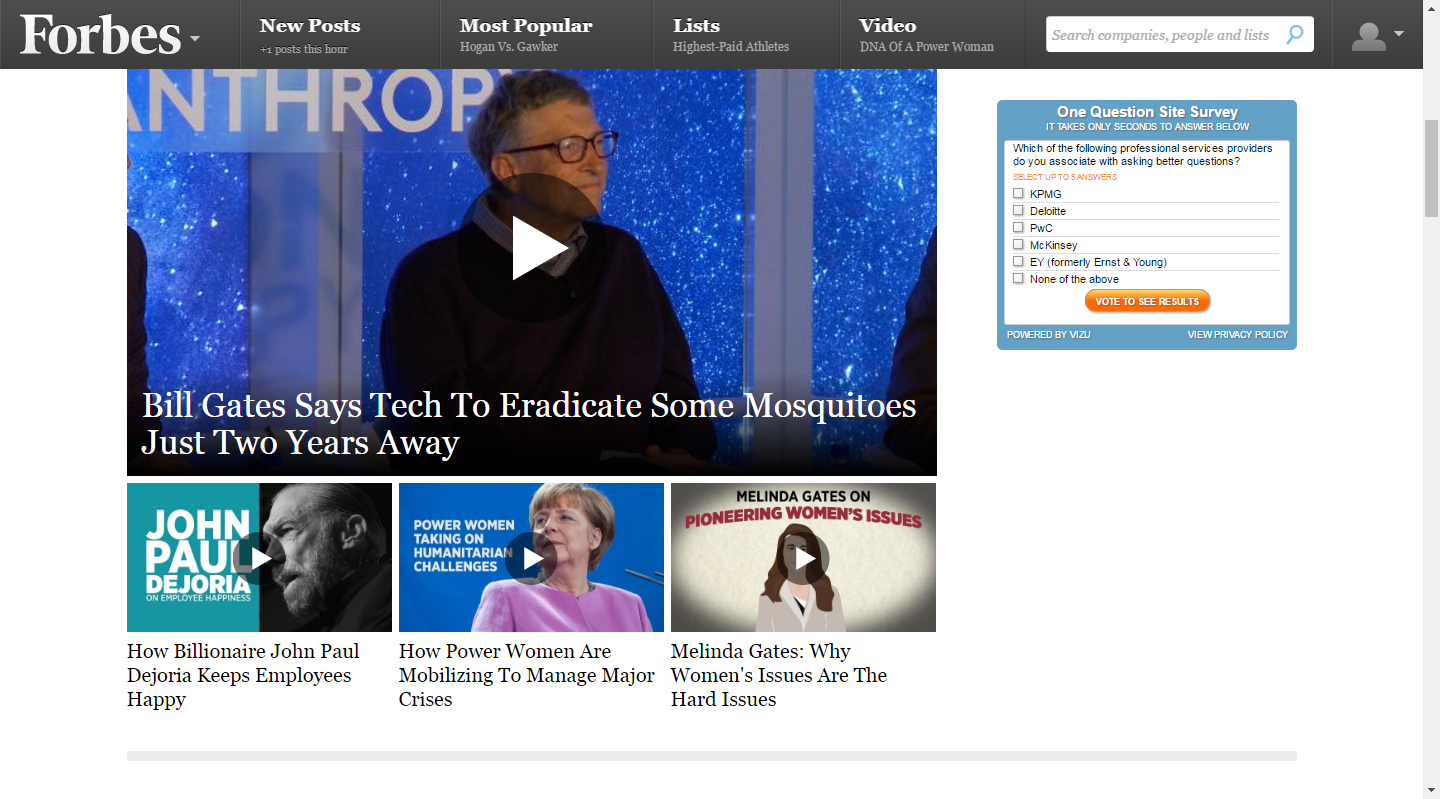 Forbes
New Posts
+1 posts this hour
Most Popular
Hogan Vs. Gawker
Lists
Highest-Paid Athletes
Video
DNA Of A Power Woman
Search companies, people and lists
ANTHROPY
Bill Gates Says Tech To Eradicate Some Mosquitoes
Just Two Years Away
One Question Site Survey
IT TAKES ONLY SECONDS TO ANSWER BELOW
Which of the following professional services providers
do you associate with asking better questions?
SELECT UP TO 5 ANSWERS
KPMG
Deloitte
PwC
McKinsey
EY (formerly Ernst & Young)
None of the above
VOTE TO SEE RESULTS
POWERED BY VIZU
VIEW PRIVACY POLICY
JOHN
PAUL
DEJORIA
ON EMPLOYEE HAPPINESS
How Billionaire John Paul
Dejoria Keeps Employees
Happy
POWER WOMEN
TAKING ON
HUMANITARIAN
CHALLENGES
How Power Women Are
Mobilizing To Manage Major
Crises
MELINDA GATES ON
PIONEERING WOMEN'S ISSUES
Melinda Gates: Why
Women's Issues Are The
Hard Issues